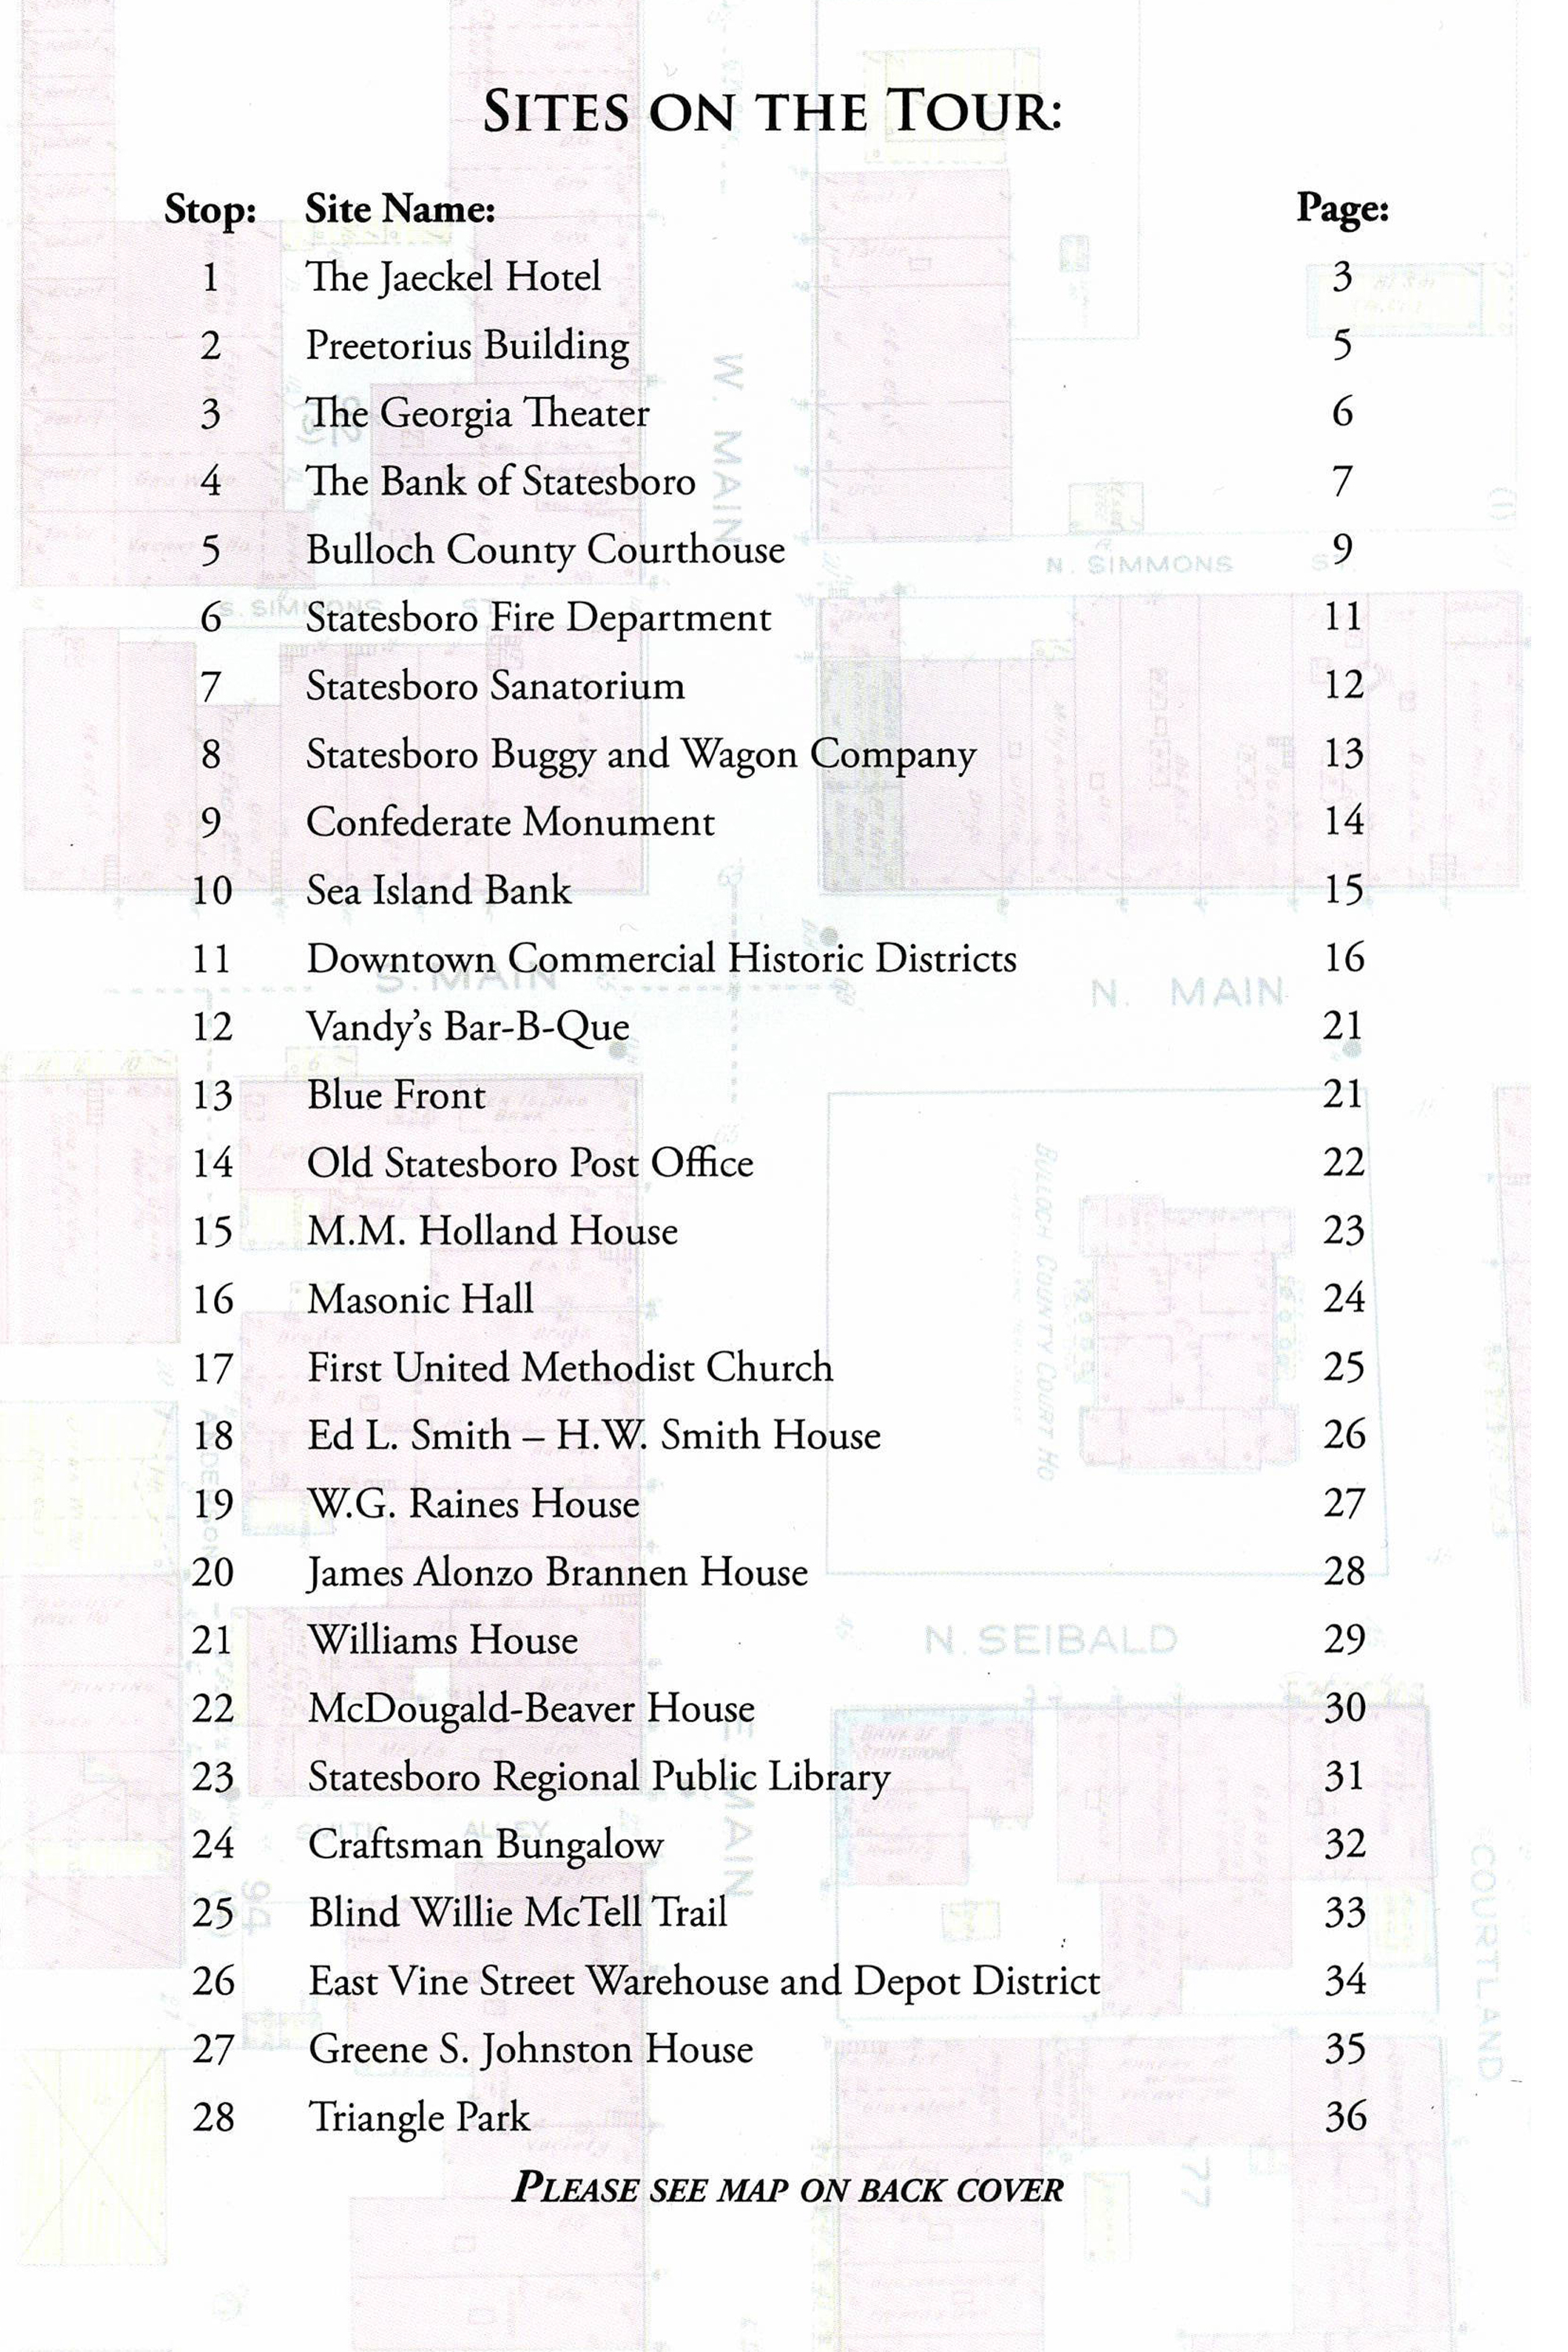 SITES ON THE TOUR:
Stop: Site Name: Page:
1 The Jaeckel Hotel 3
2 Preetorius Building 5
3 The Georgia Theater 6
4 The Bank of Statesboro 7
5 Bulloch County Courthouse 9
6 Statesboro Fire Department 11
7 Statesboro Sanatorium 12
8 Statesboro Buggy and Wagon Company 13
9 Confederate Monument 14
10 Sea Island Bank 15
11 Downtown Commercial Historic Districts 16
12 Vandy's Bar-B-Que 21
13 Blue Front 21
14 Old Statesboro Post Office 22
15 M.M. Holland House 23
16 Masonic Hall 24
17 First United Methodist Church 25
18 Ed L. Smith – H.W. Smith House 26
19 W.G. Raines House 27
20 James Alonzo Brannen House 28
21 Williams House 29
22 McDougald-Beaver House 30
23 Statesboro Regional Public Library 31
24 Craftsman Bungalow 32
25 Blind Willie McTell Trail 33
26 East Vine Street Warehouse and Depot District 34
27 Greene S. Johnston House 35
28 Triangle Park 36
PLEASE SEE MAP ON BACK COVER
W. MAIN
N. SIMMONS ST.
S. SIMMONS ST.
S. MAIN
N. MAIN
BULLOCH COUNTY COURT HO
N. SEIBALD
E. MAIN
COURTLAND
77